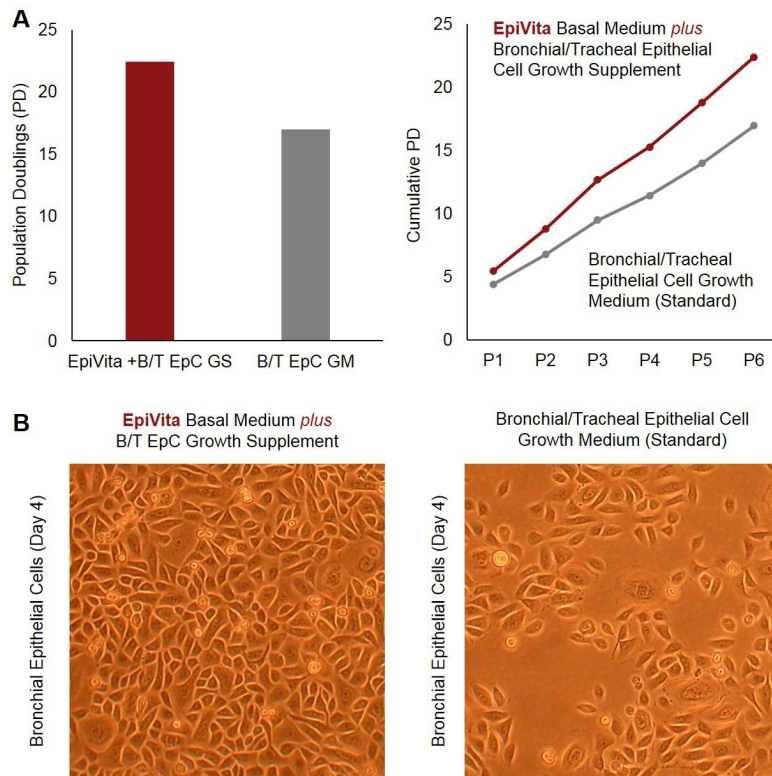 A
Population Doublings (PD)
25
20
15
10
5
0
EpiVita +B/T EpC GS
B/T EpC GM
EpiVita Basal Medium plus
Bronchial/Tracheal Epithelial
Cell Growth Supplement
Cumulative PD
25
20
15
10
5
0
Bronchial/Tracheal
Epithelial Cell Growth
Medium (Standard)
P1 P2 P3 P4 P5 P6
B
EpiVita Basal Medium plus
B/T EpC Growth Supplement
Bronchial Epithelial Cells (Day 4)
Bronchial/Tracheal Epithelial Cell
Growth Medium (Standard)
Bronchial Epithelial Cells (Day 4)